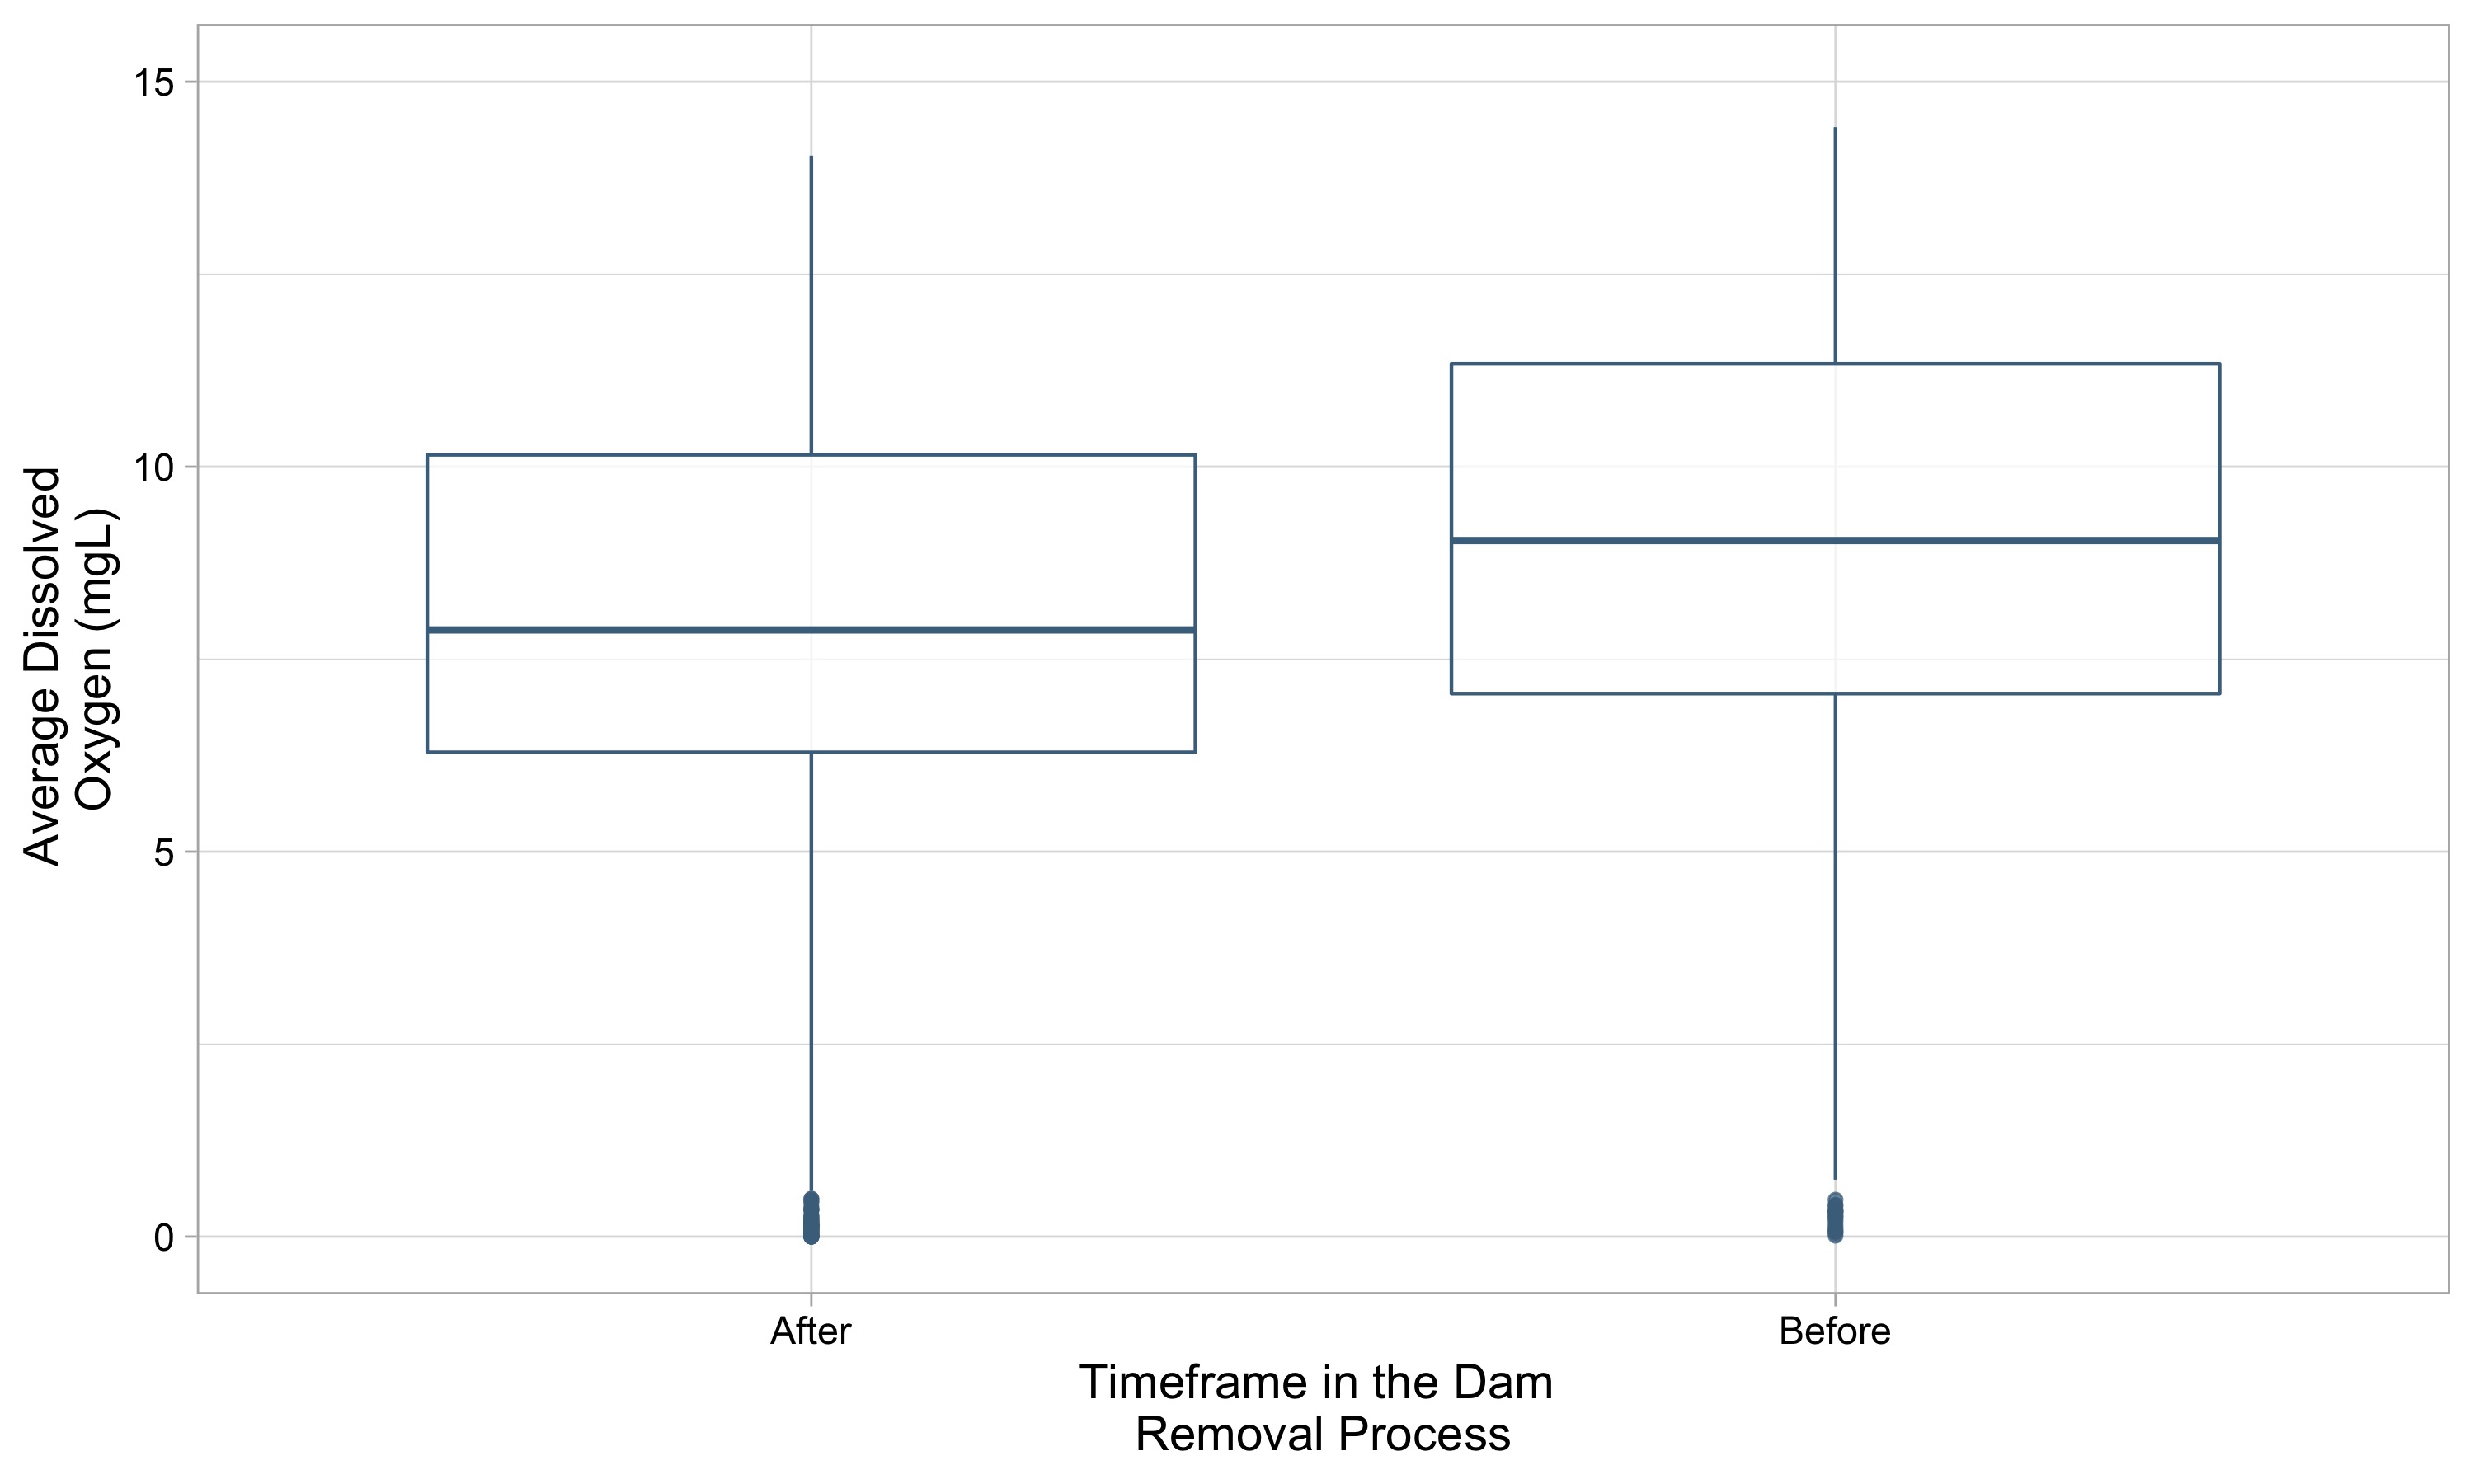 Average Dissolved
Oxygen (mgL)
15
10
5
0
After
Before
Timeframe in the Dam
Removal Process